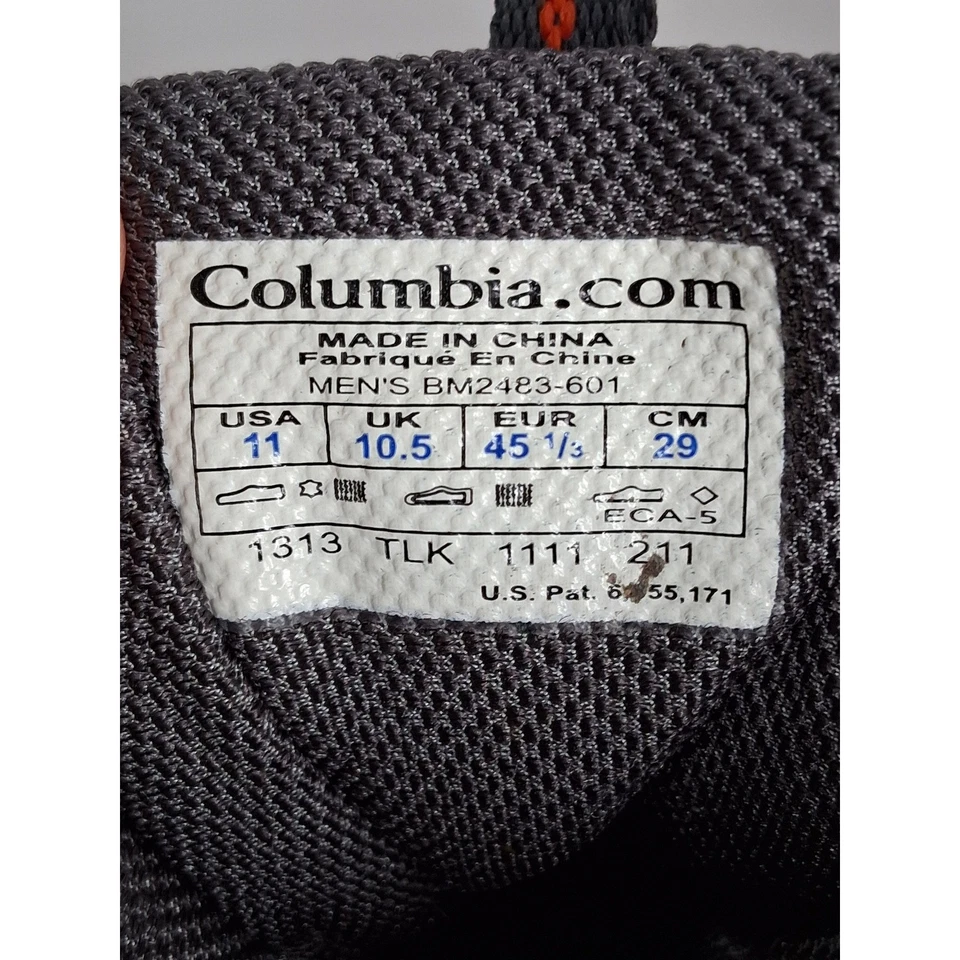 Columbia.com
MADE IN CHINA
Fabriqué En Chine
MEN'S BM2483-601
USA UK EUR CM
11 10.5 45 1/3 29
ECA-5
1313 TLK 1111 211
U.S. Pat.